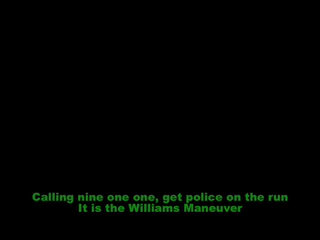 Calling nine one one, get police on the run
It is the Williams Maneuver